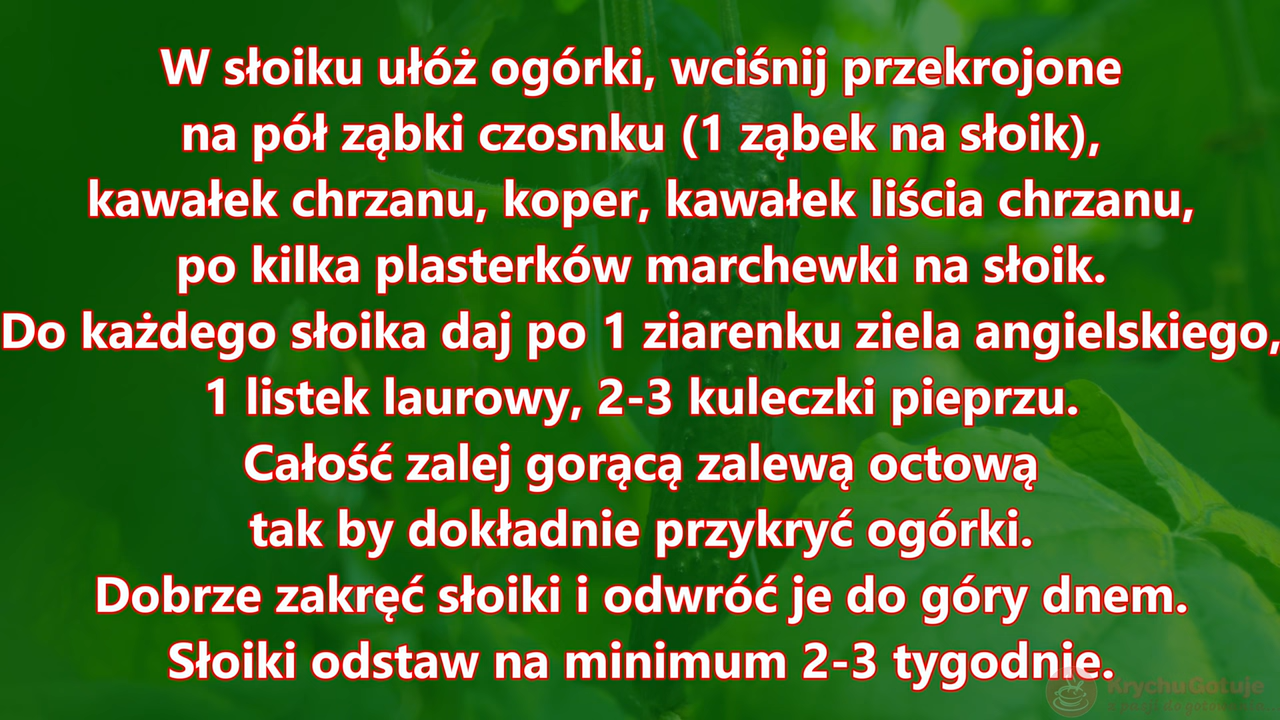 W słoiku ułóż ogórki, wciśnij przekrojone
na pół ząbki czosnku (1 ząbek na słoik),
kawałek chrzanu, koper, kawałek liścia chrzanu,
po kilka plasterków marchewki na słoik.
Do każdego słoika daj po 1 ziarenku ziela angielskiego,
1 listek laurowy, 2-3 kuleczki pieprzu.
Całość zalej gorącą zalewą octową
tak by dokładnie przykryć ogórki.
Dobrze zakręć słoiki i odwróć je do góry dnem.
Słoiki odstaw na minimum 2-3 tygodnie.
Krychu Gotuje